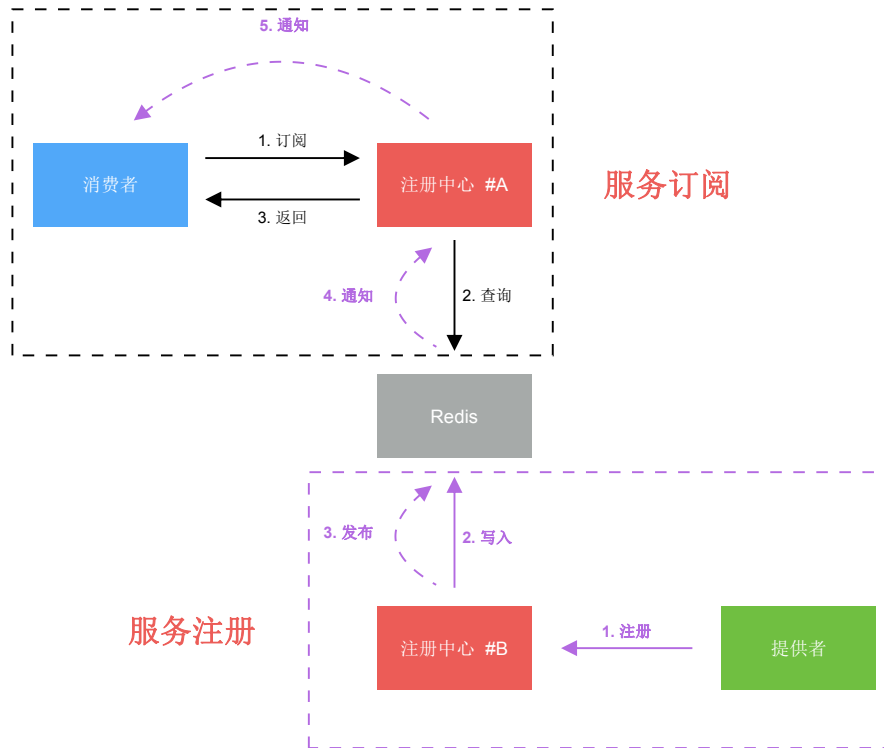 5. 通知
1. 订阅
消费者
注册中心 #A
服务订阅
3. 返回
4. 通知
2. 查询
Redis
3. 发布
2. 写入
服务注册
注册中心 #B
1. 注册
提供者